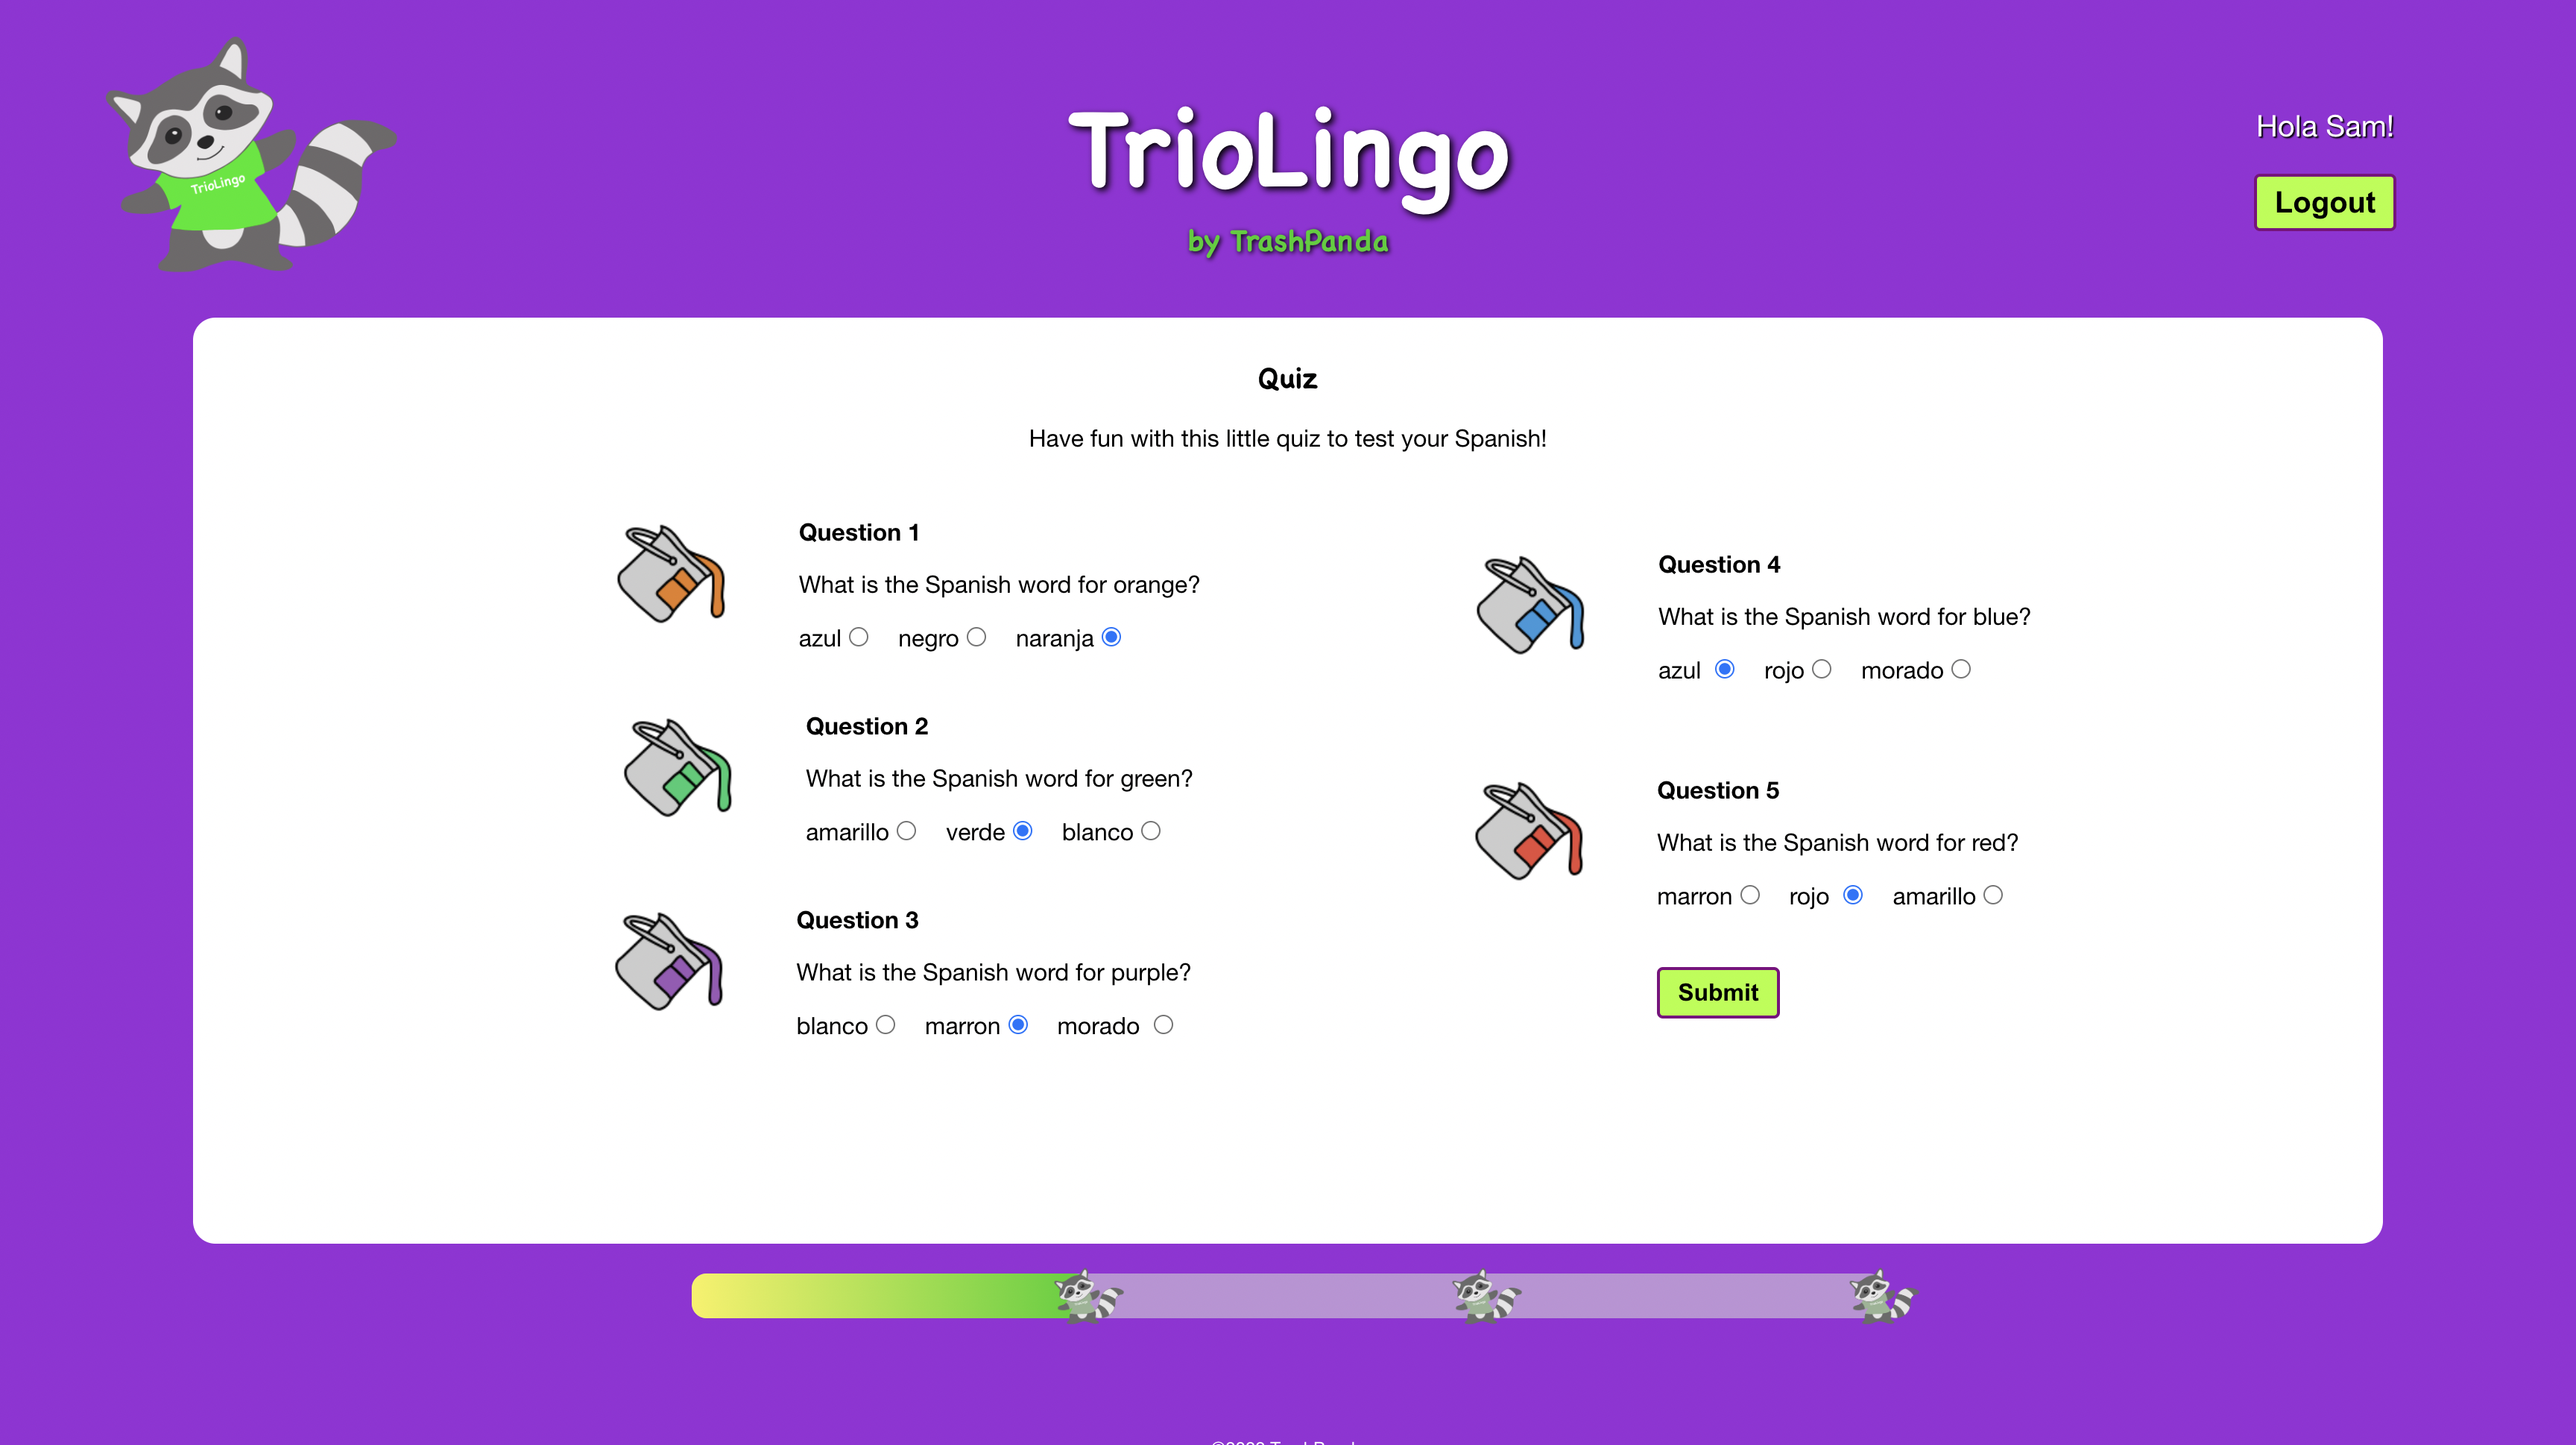 TrioLingo
TrioLingo
by TrashPanda
Hola Sam!
Logout
Quiz
Have fun with this little quiz to test your Spanish!
Question 1
What is the Spanish word for orange?
azul negro naranja
Question 2
What is the Spanish word for green?
amarillo verde blanco
Question 3
What is the Spanish word for purple?
blanco marron morado
Question 4
What is the Spanish word for blue?
azul rojo morado
Question 5
What is the Spanish word for red?
marron rojo amarillo
Submit